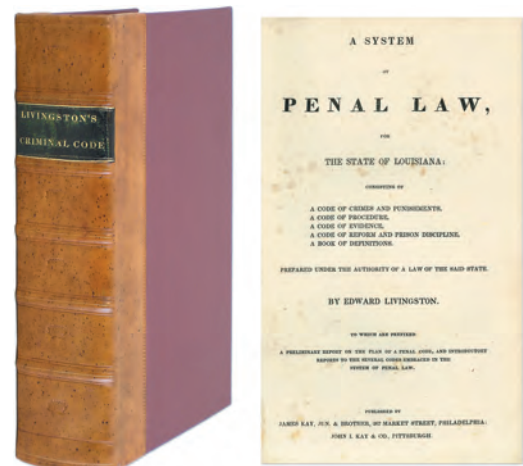 LIVINGSTON'S
CRIMINAL CODE
A SYSTEM
OF
PENAL LAW,
FOR
THE STATE OF LOUISIANA:
CONSISTING OF
A CODE OF CRIMES AND PUNISHMENTS,
A CODE OF PROCEDURE,
A CODE OF EVIDENCE,
A CODE OF REFORM AND PRISON DISCIPLINE,
A BOOK OF DEFINITIONS.
PREPARED UNDER THE AUTHORITY OF A LAW OF THE SAID STATE.
BY EDWARD LIVINGSTON.
TO WHICH ARE PREFIXED
A PRELIMINARY REPORT ON THE PLAN OF A PENAL CODE, AND INTRODUCTORY
REPORTS TO THE SEVERAL CODES EMBRACED IN THE
SYSTEM OF PENAL LAW.
PUBLISHED BY
JAMES KAY, JUN. & BROTHER, MARKET STREET, PHILADELPHIA:
JOHN I. KAY & CO., PITTSBURGH.